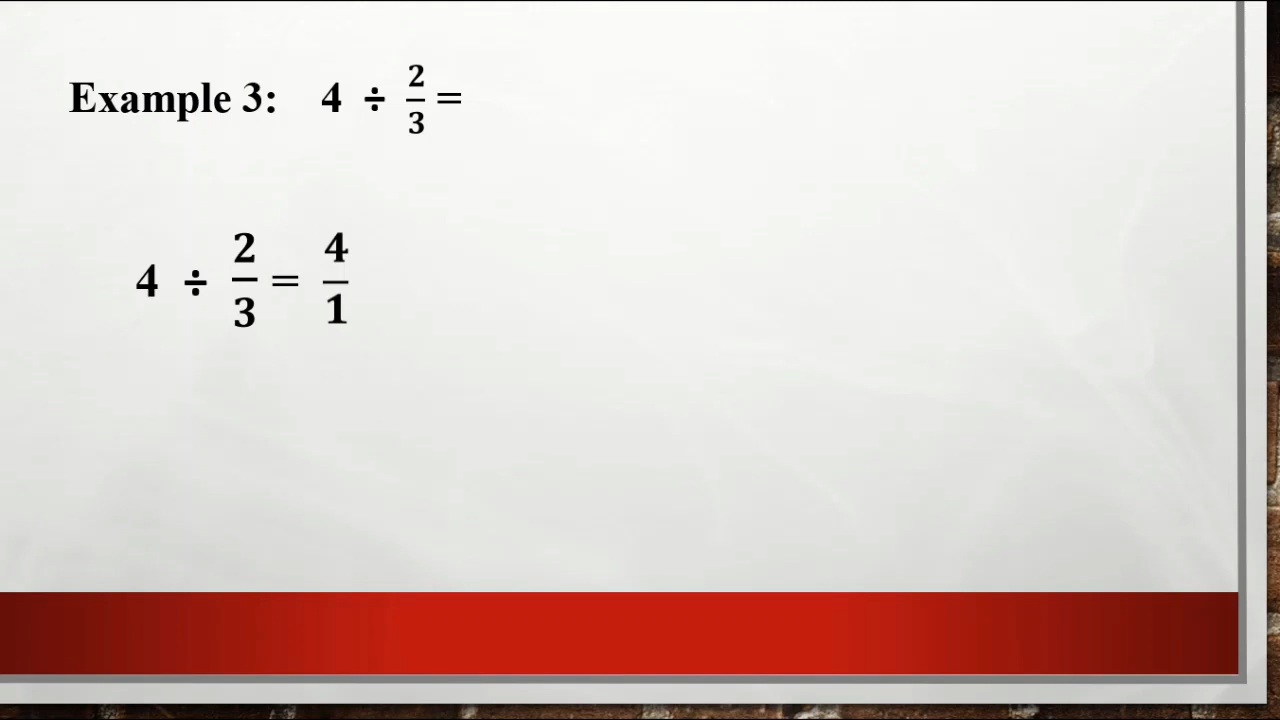 Example 3: 4 ÷ 2/3 =
4 ÷ 2/3 = 4/1